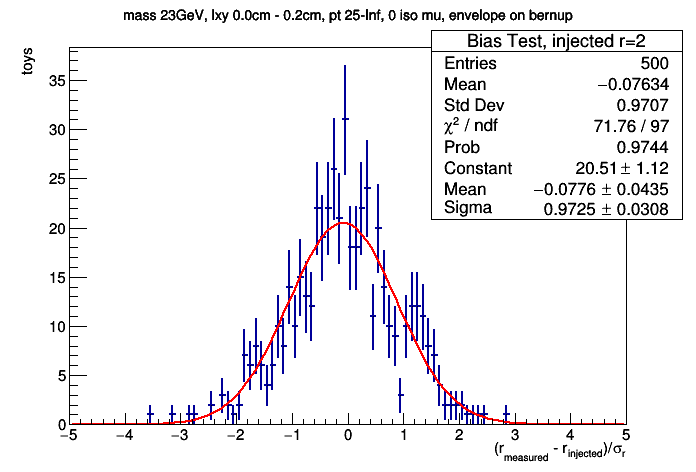 mass 23GeV, lxy 0.0cm - 0.2cm, pt 25-Inf, 0 iso mu, envelope on bernup
toys
Bias Test, injected r=2
Entries 500
Mean −0.07634
Std Dev 0.9707
χ² / ndf 71.76 / 97
Prob 0.9744
Constant 20.51 ± 1.12
Mean −0.0776 ± 0.0435
Sigma 0.9725 ± 0.0308
35
30
25
20
15
10
5
0
−5 −4 −3 −2 −1 0 1 2 3 4 5
(r_measured - r_injected)/σ_r